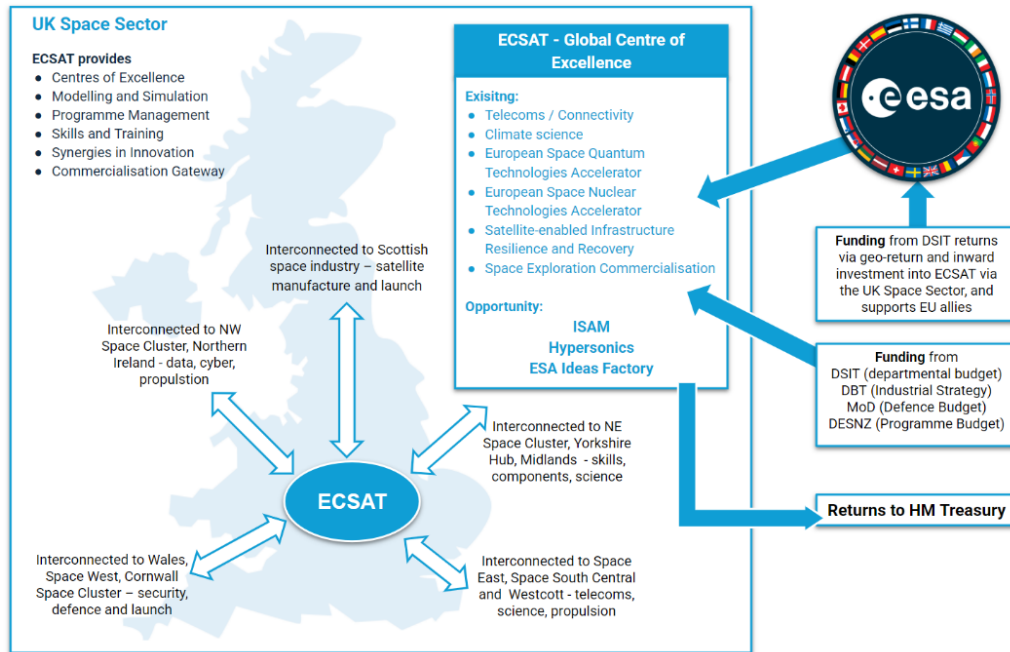 UK Space Sector
ECSAT provides
Centres of Excellence
Modelling and Simulation
Programme Management
Skills and Training
Synergies in Innovation
Commercialisation Gateway
ECSAT - Global Centre of
Excellence
Exisitng:
Telecoms / Connectivity
Climate science
European Space Quantum
Technologies Accelerator
European Space Nuclear
Technologies Accelerator
Satellite-enabled Infrastructure
Resilience and Recovery
Space Exploration Commercialisation
Opportunity:
ISAM
Hypersonics
ESA Ideas Factory
esa
Funding from DSIT returns
via geo-return and inward
investment into ECSAT via
the UK Space Sector, and
supports EU allies
Funding from
DSIT (departmental budget)
DBT (Industrial Strategy)
MoD (Defence Budget)
DESNZ (Programme Budget)
Returns to HM Treasury
Interconnected to Scottish
space industry – satellite
manufacture and launch
Interconnected to NW
Space Cluster, Northern
Ireland - data, cyber,
propulstion
Interconnected to NE
Space Cluster, Yorkshire
Hub, Midlands - skills,
components, science
ECSAT
Interconnected to Wales,
Space West, Cornwall
Space Cluster – security,
defence and launch
Interconnected to Space
East, Space South Central
and Westcott - telecoms,
science, propulsion